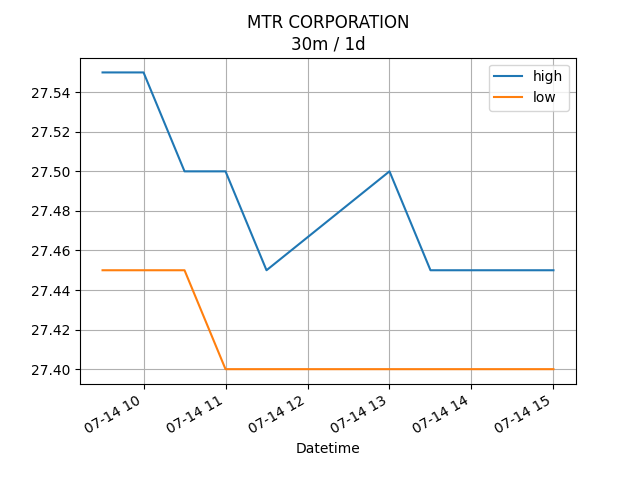 MTR CORPORATION
30m / 1d
high
low
27.54
27.52
27.50
27.48
27.46
27.44
27.42
27.40
07-14 10
07-14 11
07-14 12
07-14 13
07-14 14
07-14 15
Datetime